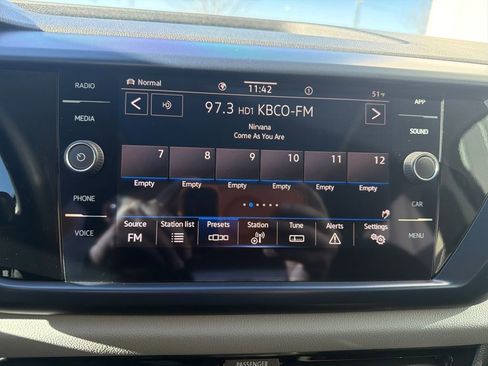 RADIO
MEDIA
PHONE
VOICE
Normal
11:42
51°F
97.3 HD1 KBCO-FM
Nirvana
Come As You Are
7 8 9 10 11 12
Empty Empty Empty Empty Empty Empty
Source Station list Presets Station Tune Alerts Settings
FM
APP
SOUND
CAR
MENU
PASSENGER